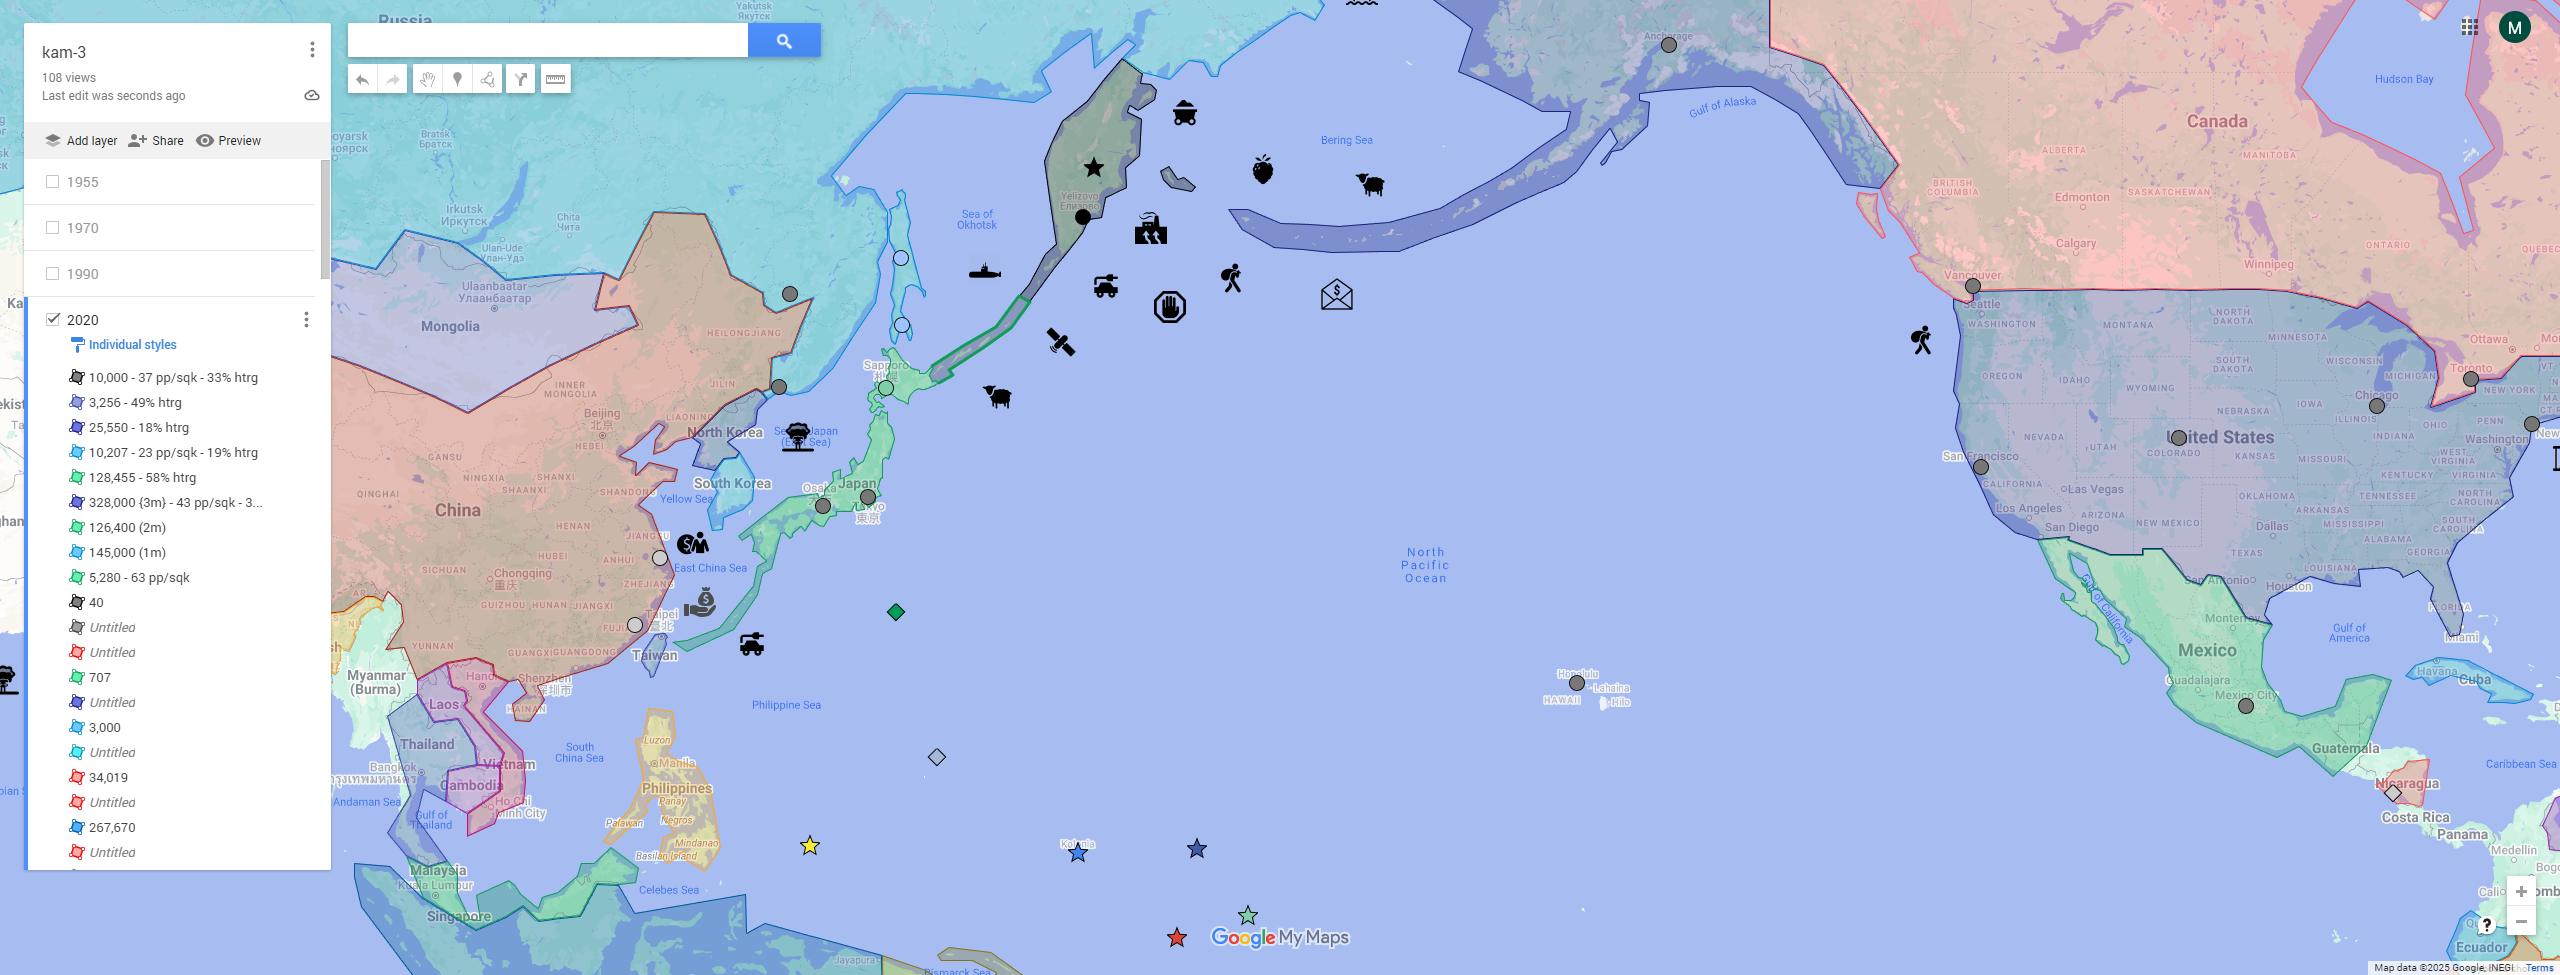 kam-3
108 views
Last edit was seconds ago
Add layer Share Preview
1955
1970
1990
2020
Individual styles
10,000 - 37 pp/sqk - 33% htrg
3,256 - 49% htrg
25,550 - 18% htrg
10,207 - 23 pp/sqk - 19% htrg
128,455 - 58% htrg
328,000 {3m} - 43 pp/sqk - 3...
126,400 (2m)
145,000 (1m)
5,280 - 63 pp/sqk
40
Untitled
Untitled
707
Untitled
3,000
Untitled
34,019
Untitled
267,670
Untitled
M
Russia
Yakutsk
Якутск
Bratsk
Братск
Irkutsk
Иркутск
Chita
Чита
Ulan-Ude
Улан-Удэ
Ulaanbaatar
Улаанбаатар
Mongolia
HEILONGJIANG
JILIN
INNER
MONGOLIA
LIAONING
Beijing
北京
HEBEI
North Korea
South Korea
Yellow Sea
Sea of
Okhotsk
Yelizovo
Елизово
Sapporo
札幌
Osaka
Japan
東京
GANSU
NINGXIA
SHAANXI
SHANXI
SHANDONG
QINGHAI
China
HENAN
JIANGSU
ANHUI
HUBEI
SICHUAN
Chongqing
重庆
ZHEJIANG
GUIZHOU
HUNAN
JIANGXI
FUJIAN
YUNNAN
GUANGXI
GUANGDONG
Shenzhen
深圳市
HAINAN
East China Sea
Taipei
臺北
Taiwan
Myanmar
(Burma)
Hanoi
Laos
Thailand
Bangkok
กรุงเทพมหานคร
Vietnam
Cambodia
Ho Chi
Minh City
Andaman Sea
Gulf of
Thailand
South
China Sea
Philippine Sea
Luzon
Manila
Philippines
Panay
Negros
Palawan
Mindanao
Basilan Island
Celebes Sea
Malaysia
Kuala Lumpur
Singapore
Jayapura
Bismarck Sea
Bering Sea
Anchorage
Gulf of Alaska
North
Pacific
Ocean
Honolulu
HAWAII
Lahaina
Hilo
Google My Maps
Hudson Bay
Canada
ALBERTA
MANITOBA
BRITISH
COLUMBIA
Edmonton
SASKATCHEWAN
Calgary
ONTARIO
QUEBEC
Winnipeg
Vancouver
Seattle
WASHINGTON
MONTANA
NORTH
DAKOTA
Ottawa
SOUTH
DAKOTA
WISCONSIN
MICHIGAN
Toronto
OREGON
IDAHO
WYOMING
NEW YORK
Chicago
NEBRASKA
IOWA
ILLINOIS
PENN
OHIO
INDIANA
NEVADA
UTAH
COLORADO
United States
Washington
San Francisco
KANSAS
MISSOURI
WEST
VIRGINIA
KENTUCKY
VIRGINIA
CALIFORNIA
Las Vegas
OKLAHOMA
TENNESSEE
NORTH
CAROLINA
Los Angeles
ARIZONA
NEW MEXICO
ARKANSAS
MISSISSIPPI
SOUTH
CAROLINA
San Diego
Dallas
ALABAMA
GEORGIA
TEXAS
LOUISIANA
San Antonio
Houston
FLORIDA
Miami
Gulf of California
Monterrey
Gulf of
America
Mexico
Guadalajara
Mexico City
Havana
Cuba
Guatemala
Caribbean Sea
Nicaragua
Costa Rica
Panama
Medellín
Cali
Ecuador
Map data ©2025 Google, INEGI
Terms